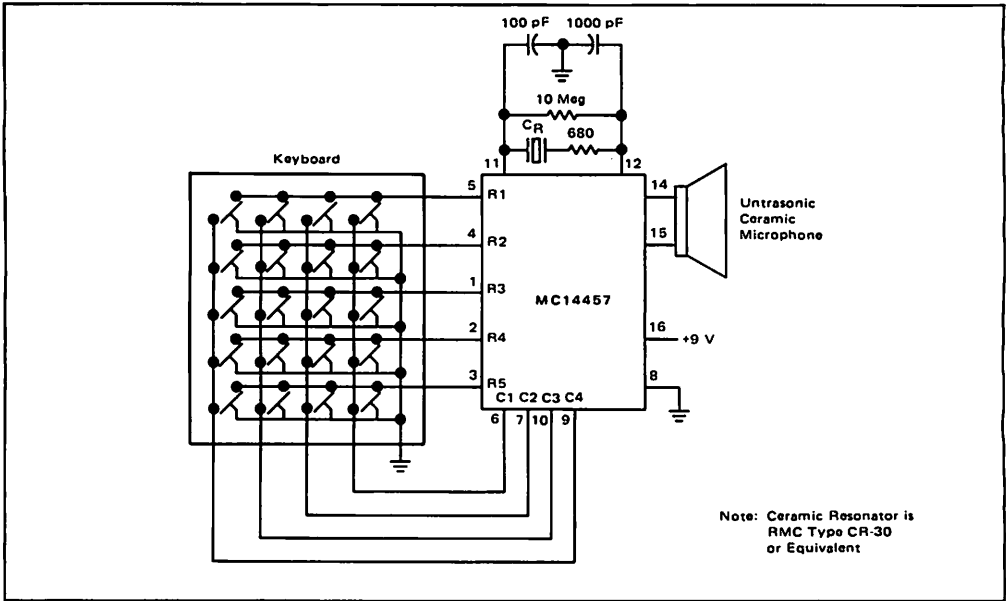 100 pF 1000 pF
10 Meg
CR 680
11 12
Keyboard
5 R1
4 R2
1 R3
2 R4
3 R5
MC14457
14
15
16 +9 V
8
Untrasonic
Ceramic
Microphone
C1 C2 C3 C4
6 7 10 9
Note: Ceramic Resonator is
RMC Type CR-30
or Equivalent